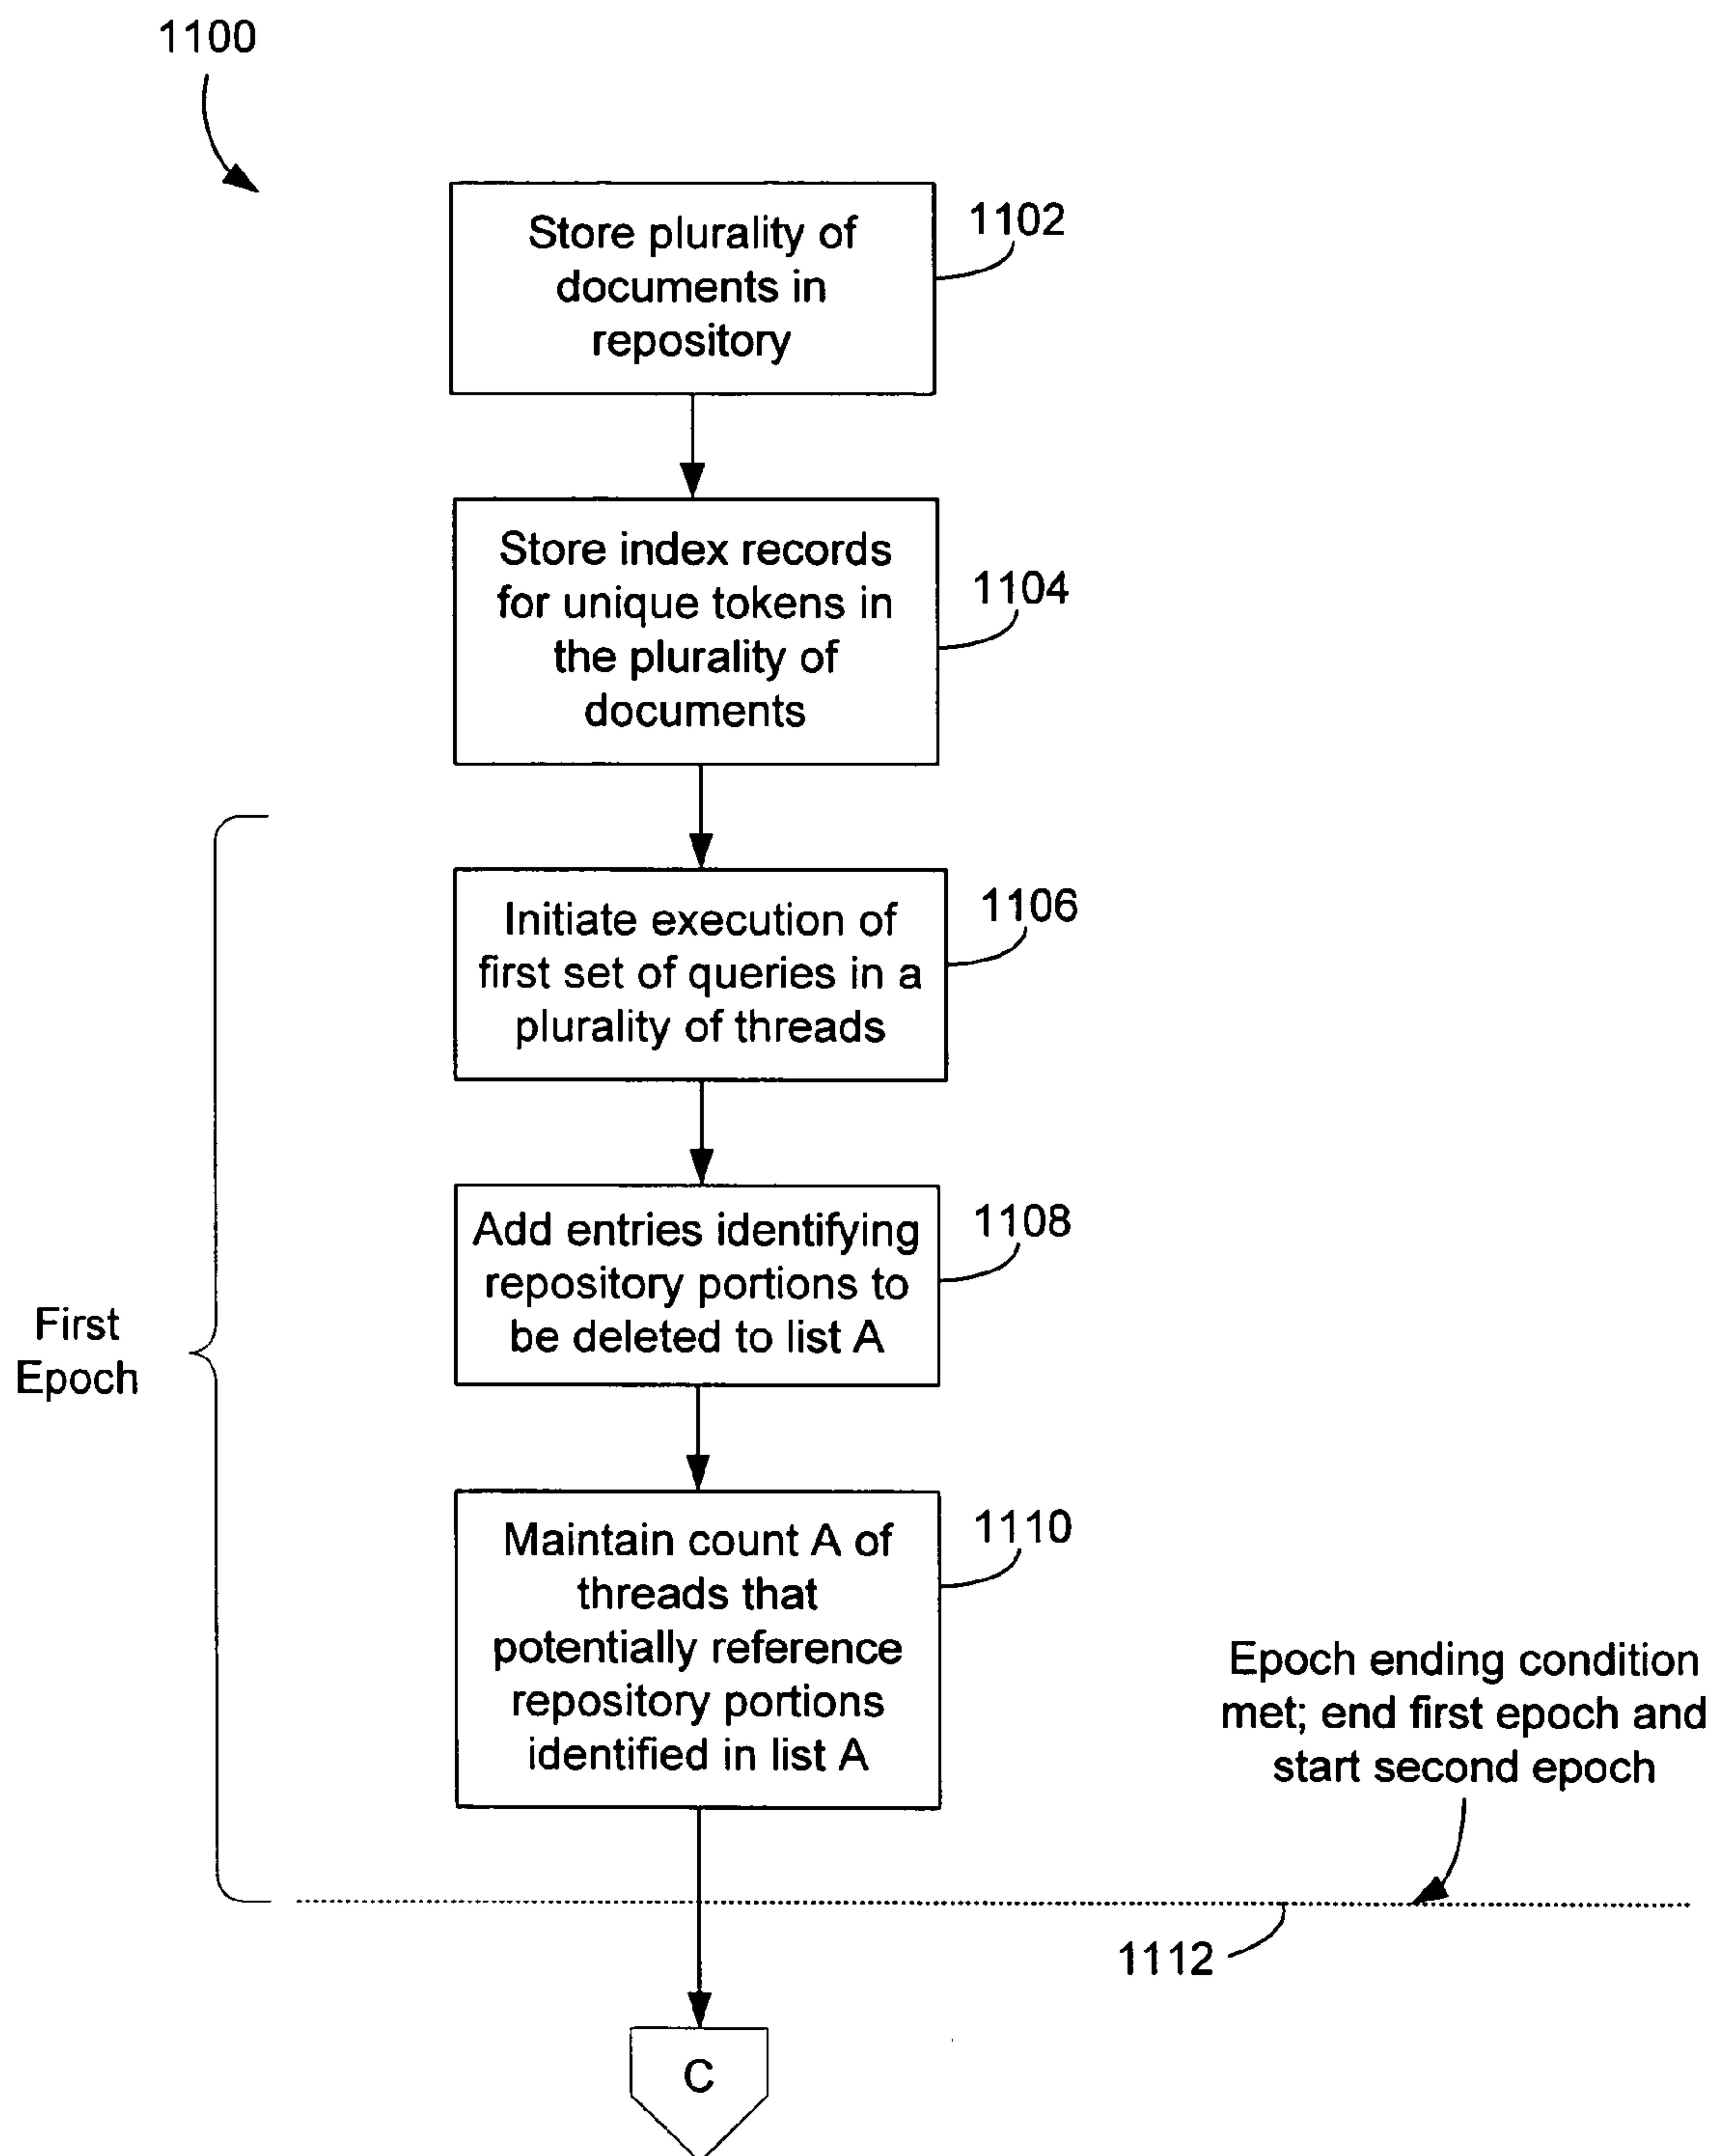 1100
Store plurality of
documents in
repository
1102
Store index records
for unique tokens in
the plurality of
documents
1104
Initiate execution of
first set of queries in a
plurality of threads
1106
Add entries identifying
repository portions to
be deleted to list A
1108
First
Epoch
Maintain count A of
threads that
potentially reference
repository portions
identified in list A
1110
Epoch ending condition
met; end first epoch and
start second epoch
1112
C